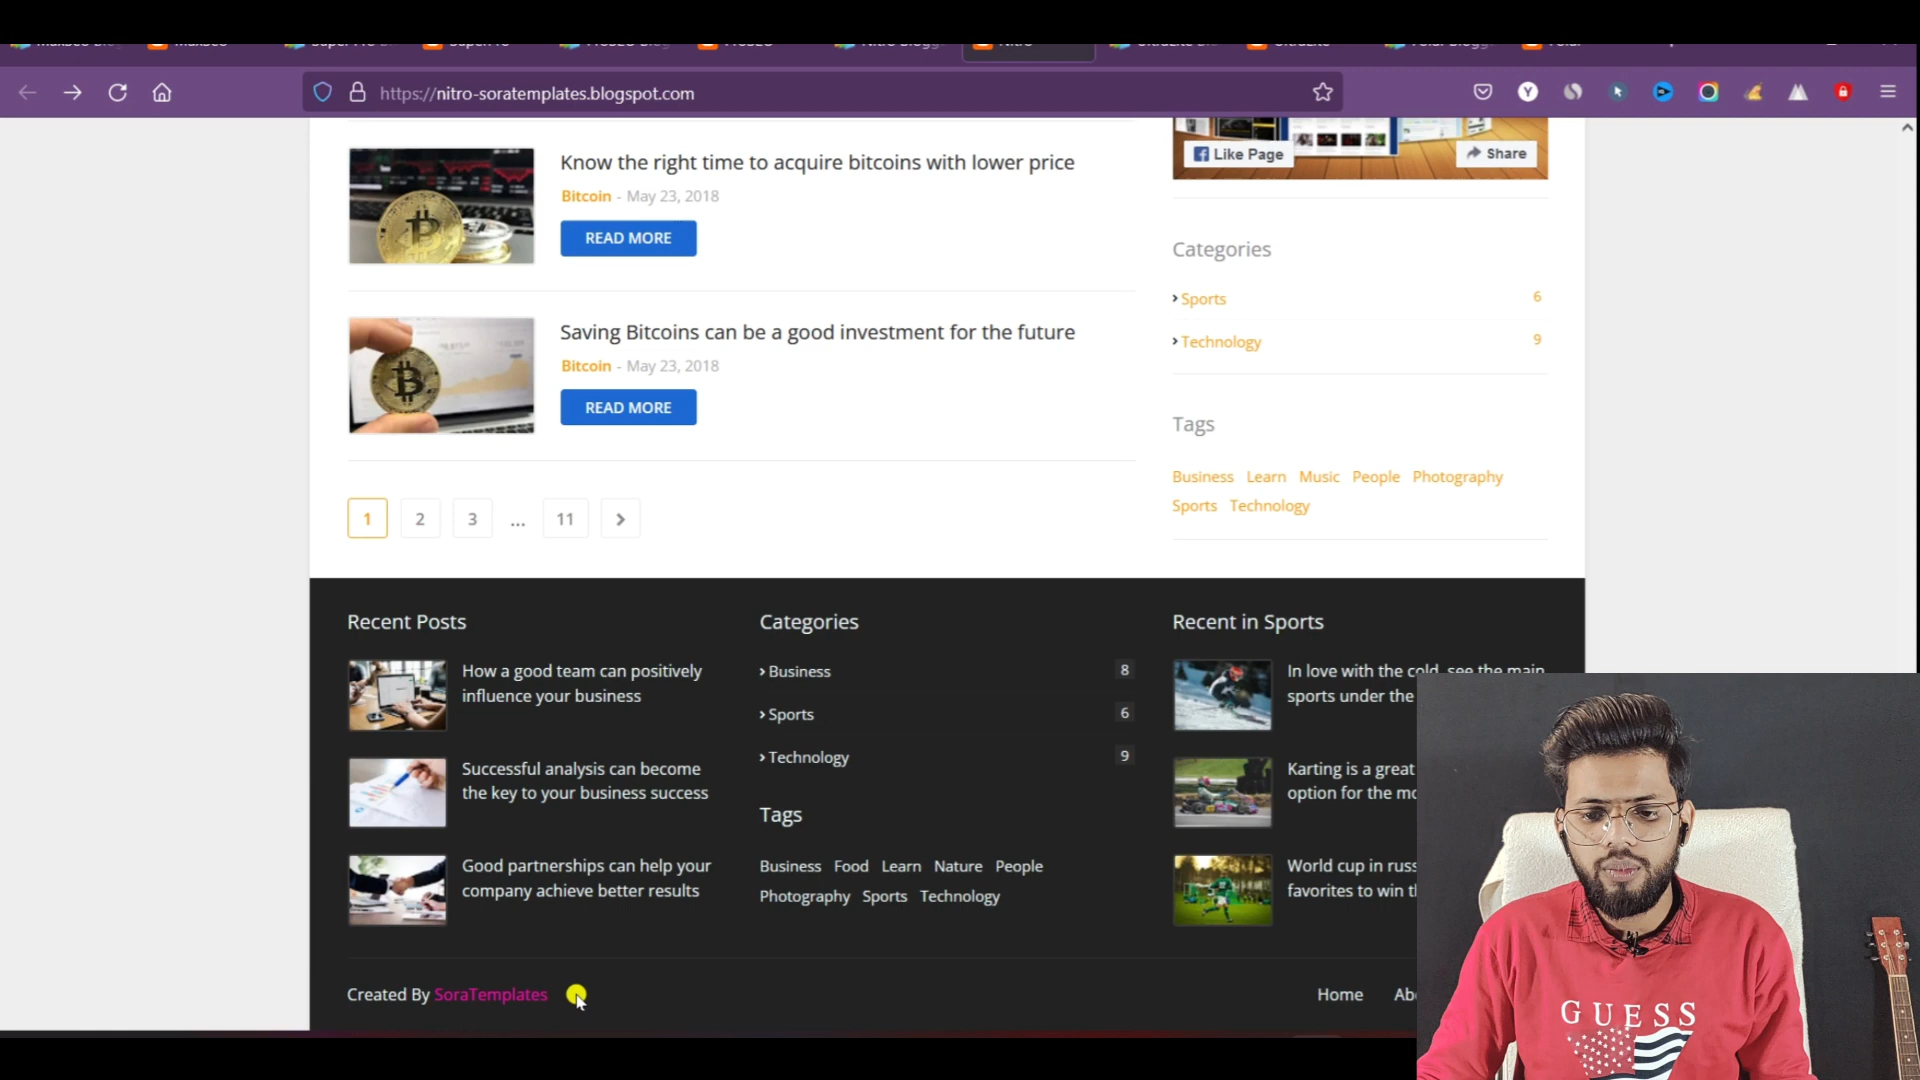 https://nitro-soratemplates.blogspot.com
Like Page
Share
Know the right time to acquire bitcoins with lower price
Bitcoin - May 23, 2018
READ MORE
Saving Bitcoins can be a good investment for the future
Bitcoin - May 23, 2018
READ MORE
1 2 3 ... 11
Categories
Sports 6
Technology 9
Tags
Business Learn Music People Photography
Sports Technology
Recent Posts
How a good team can positively
influence your business
Successful analysis can become
the key to your business success
Good partnerships can help your
company achieve better results
Categories
Business 8
Sports 6
Technology 9
Tags
Business Food Learn Nature People
Photography Sports Technology
Recent in Sports
In love with the cold, see the main
sports under the
Karting is a great
option for the
World cup in
favorites to win
Created By SoraTemplates
Home
GUESS